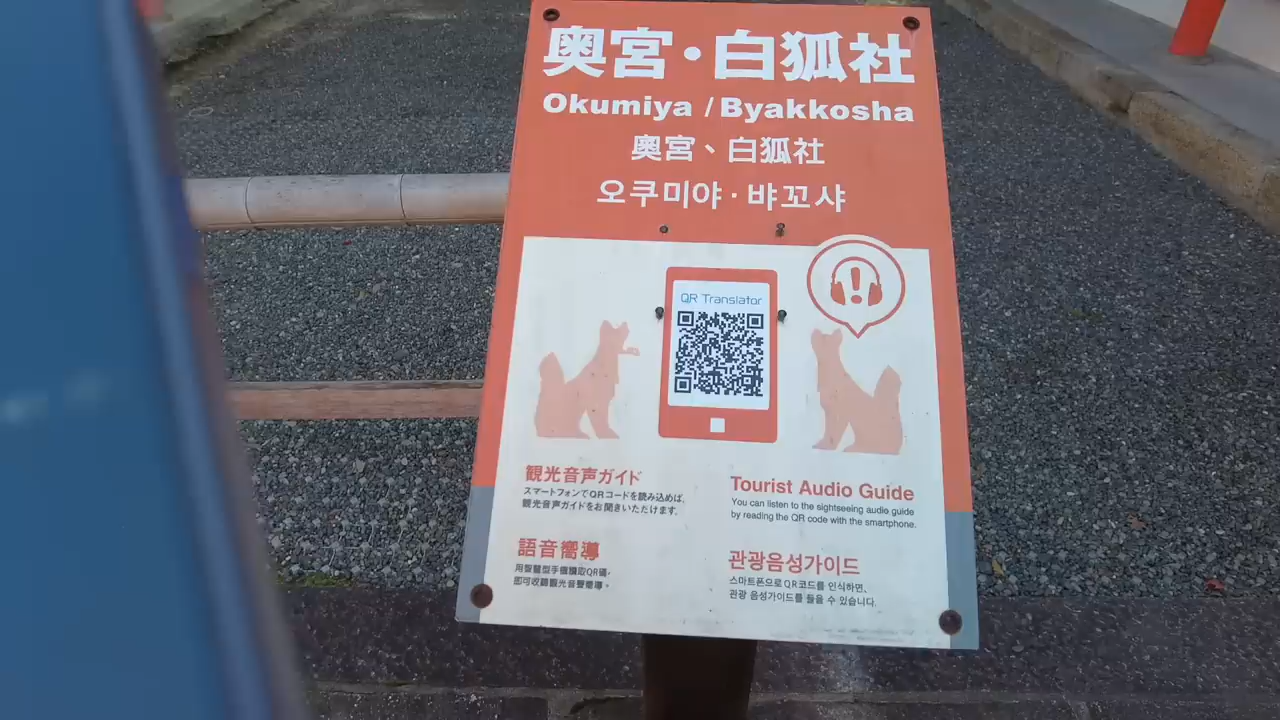 奥宮・白狐社
Okumiya / Byakkosha
奧宮、白狐社
오쿠미야・뱌꼬샤
QR Translator
観光音声ガイド
スマートフォンでQRコードを読み込めば、
観光音声ガイドをお聞きいただけます。
Tourist Audio Guide
You can listen to the sightseeing audio guide
by reading the QR code with the smartphone.
語音嚮導
用智慧型手機讀取QR碼，
即可收聽觀光音聲嚮導。
관광음성가이드
스마트폰으로 QR코드를 인식하면,
관광 음성가이드를 들을 수 있습니다.